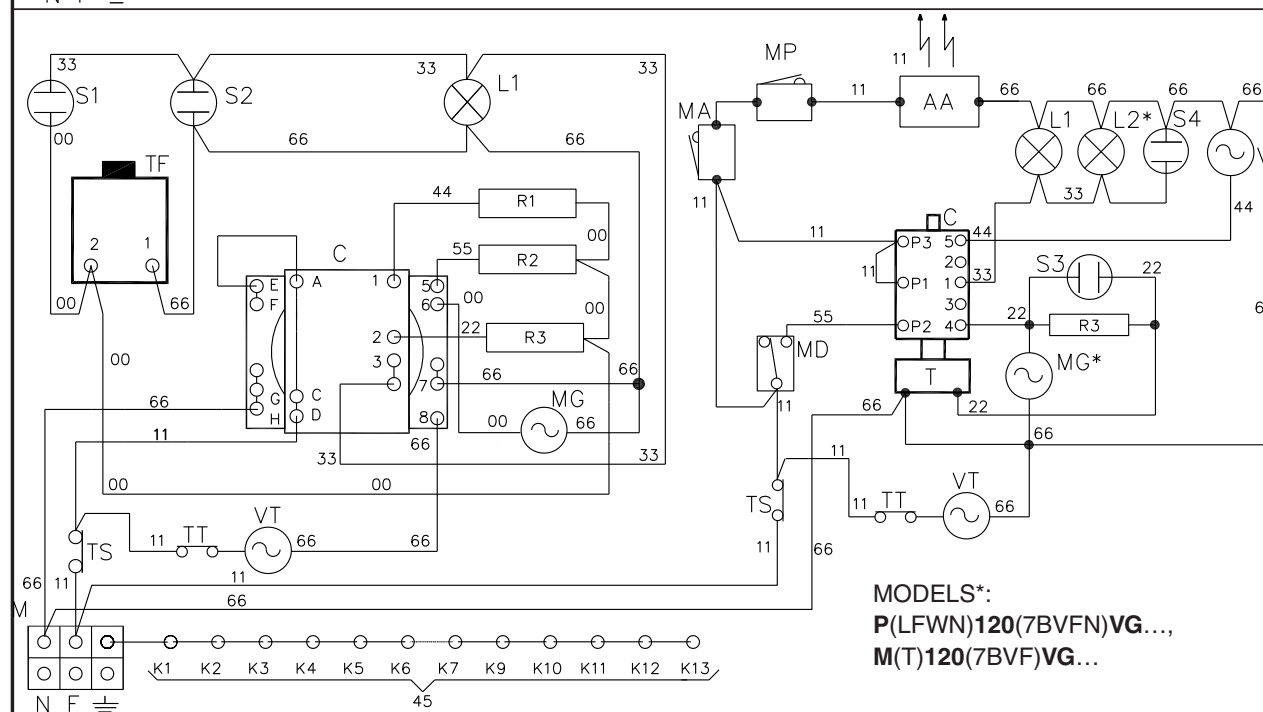 33 S1 S2 33 L1 33
00 66 66
TF
2 1
00 66
44 R1
00
55 R2
C
E A 1 5
F 6 00 00
22 R3
2
3
00
66 66
7
G C
H D 8
66
MG
00 66
11 66
33 33
00 00
VT
TT
11 66 66
TS
11
66
11
66
M
K1 K2 K3 K4 K5 K6 K7 K9 K10 K11 K12 K13
45
N F
MP
11
MA 11 AA 66 66 66 66
L1 L2* S4
11 33
44
C
11 P3 5 44
2
11 P1 1 33
3
55 P2 4 22
S3 22
R3
MD
MG*
T
11 66 22
66
11
VT
TS 11 TT 66
11
66
MODELS*:
P(LFWN)120(7BVFN)VG...,
M(T)120(7BVF)VG...